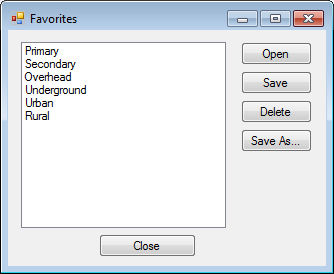 Favorites
Primary
Secondary
Overhead
Underground
Urban
Rural
Open
Save
Delete
Save As...
Close